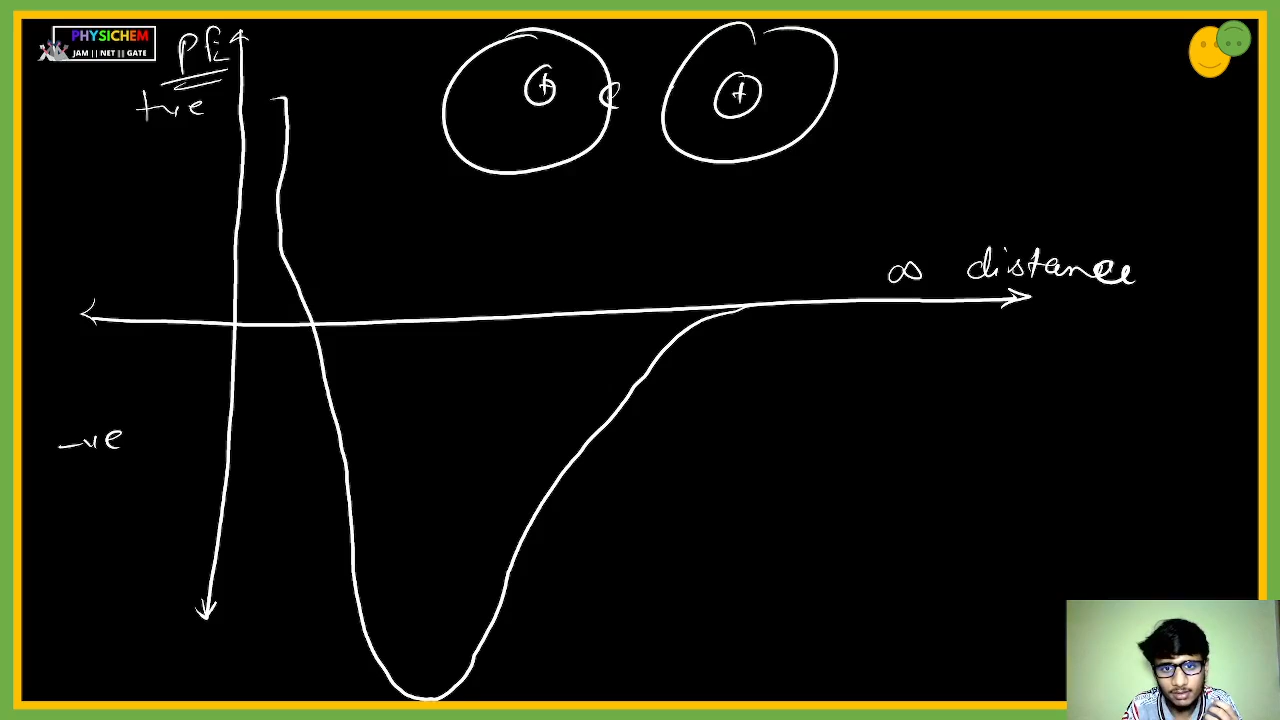 PHYSICHEM
JAM || NET || GATE
PE
+ve
+
+
e
∞ distance
-ve